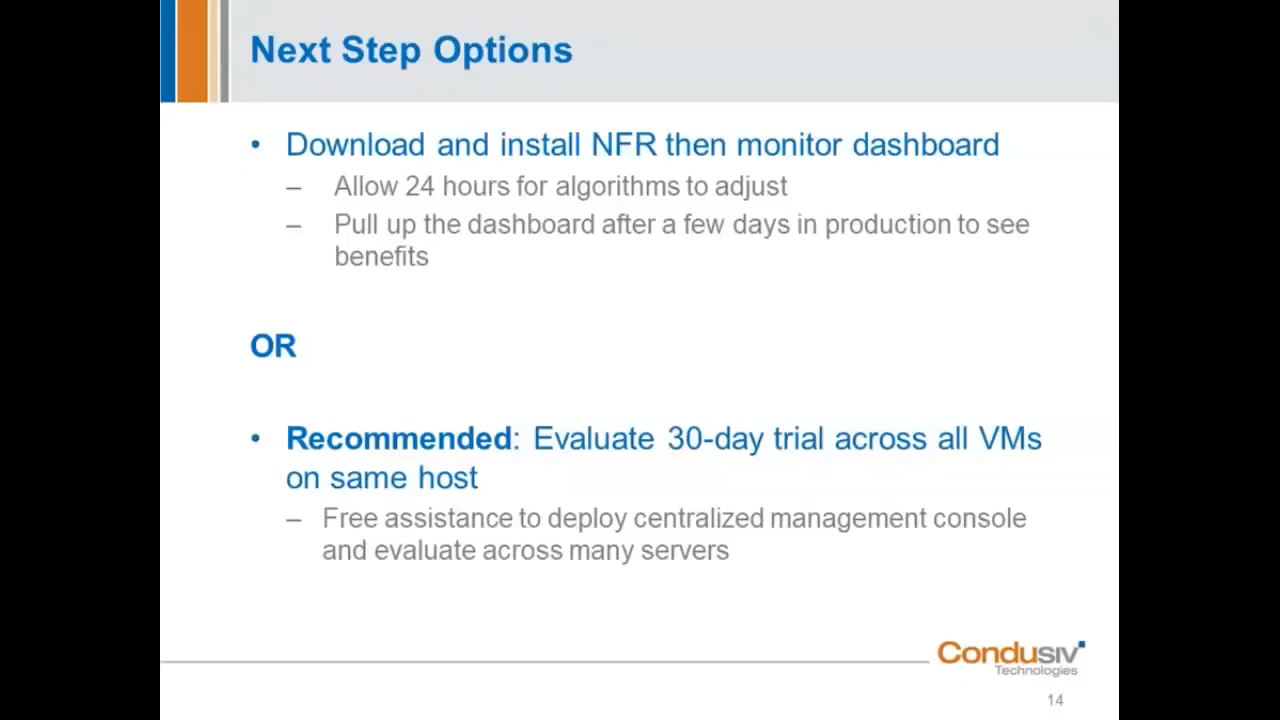 Next Step Options
• Download and install NFR then monitor dashboard
– Allow 24 hours for algorithms to adjust
– Pull up the dashboard after a few days in production to see
benefits
OR
• Recommended: Evaluate 30-day trial across all VMs
on same host
– Free assistance to deploy centralized management console
and evaluate across many servers
Condusiv
Technologies
14